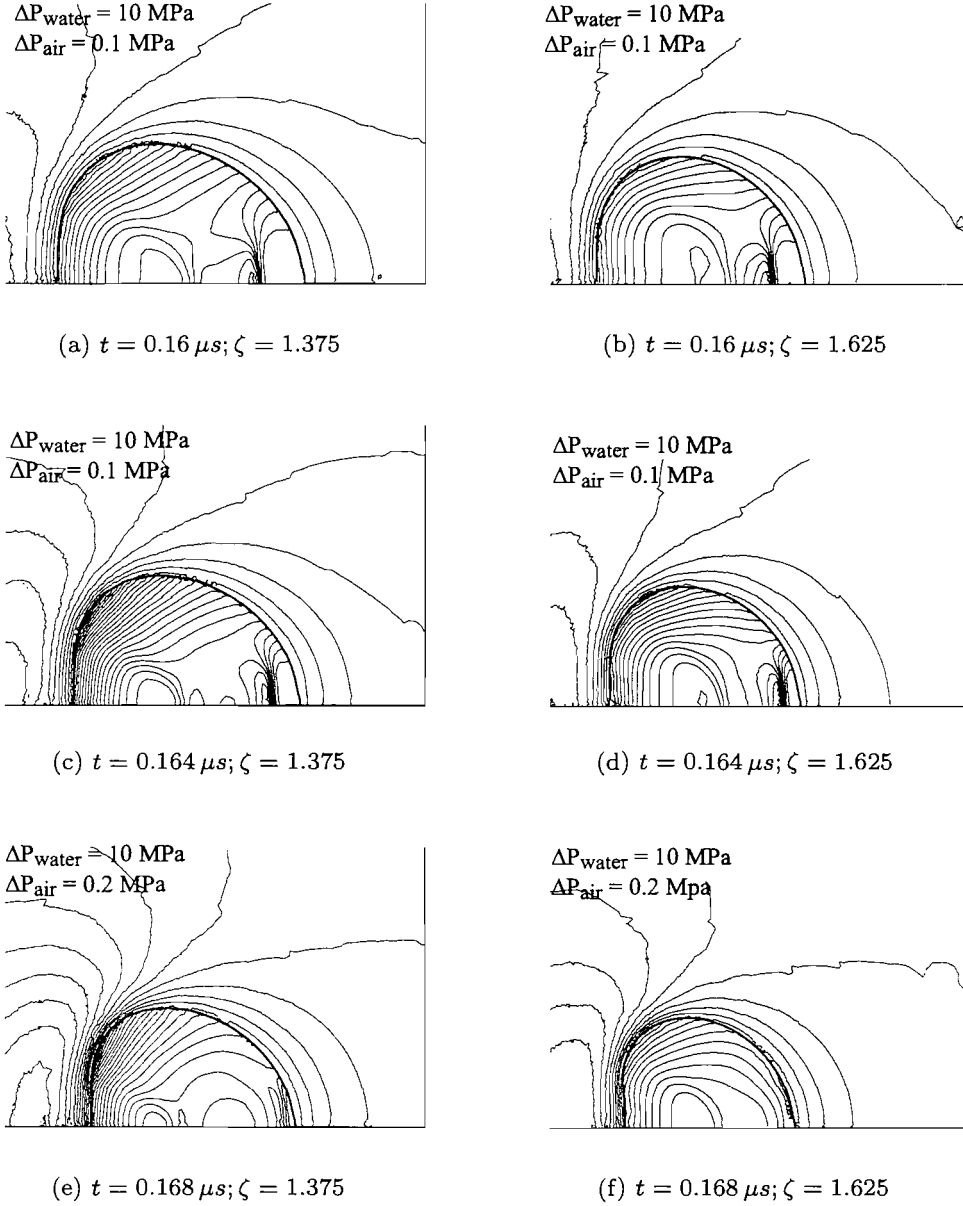 ΔPwater = 10 MPa
ΔPair = 0.1 MPa
ΔPwater = 10 MPa
ΔPair = 0.1 MPa
(a) t = 0.16 μs; ζ = 1.375
(b) t = 0.16 μs; ζ = 1.625
ΔPwater = 10 MPa
ΔPair = 0.1 MPa
ΔPwater = 10 MPa
ΔPair = 0.1 MPa
(c) t = 0.164 μs; ζ = 1.375
(d) t = 0.164 μs; ζ = 1.625
ΔPwater = 10 MPa
ΔPair = 0.2 MPa
ΔPwater = 10 MPa
ΔPair = 0.2 Mpa
(e) t = 0.168 μs; ζ = 1.375
(f) t = 0.168 μs; ζ = 1.625